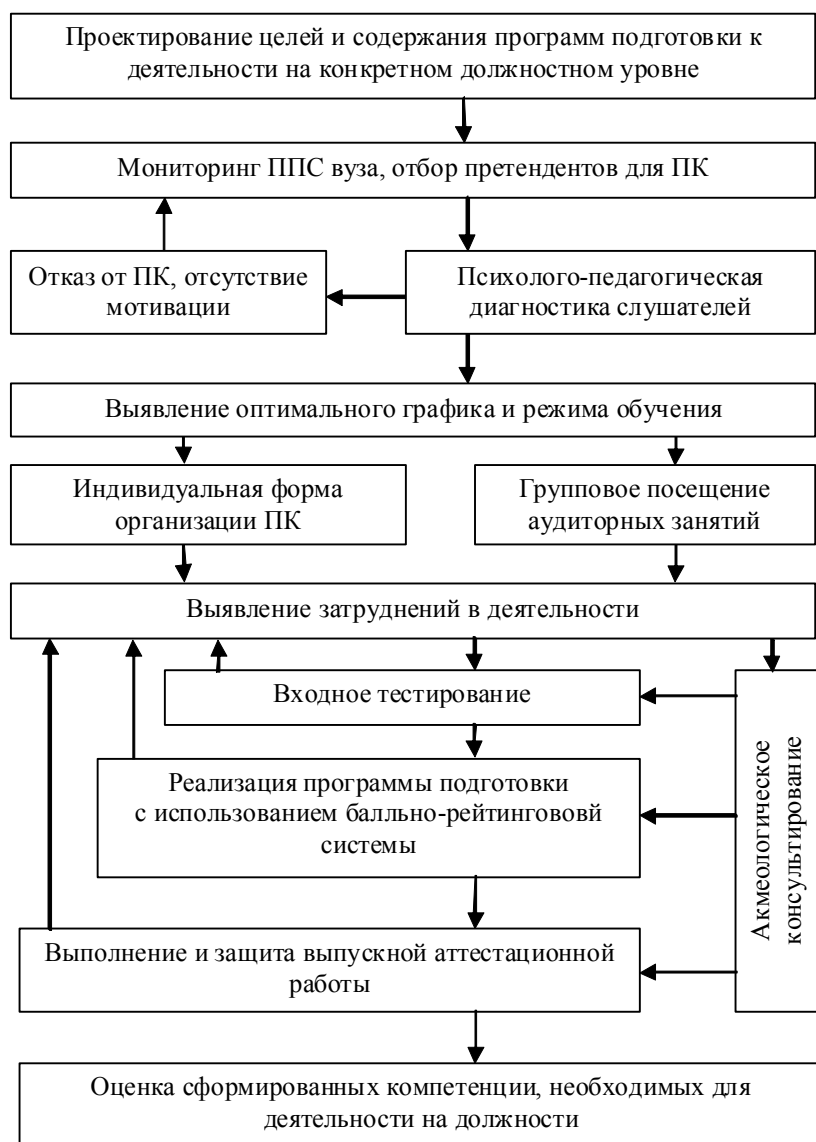 Проектирование целей и содержания программ подготовки к
деятельности на конкретном должностном уровне
Мониторинг ППС вуза, отбор претендентов для ПК
Отказ от ПК, отсутствие
мотивации
Психолого-педагогическая
диагностика слушателей
Выявление оптимального графика и режима обучения
Индивидуальная форма
организации ПК
Групповое посещение
аудиторных занятий
Выявление затруднений в деятельности
Входное тестирование
Реализация программы подготовки
с использованием балльно-рейтинговой
системы
Акмеологическое
консультирование
Выполнение и защита выпускной аттестационной
работы
Оценка сформированных компетенции, необходимых для
деятельности на должности